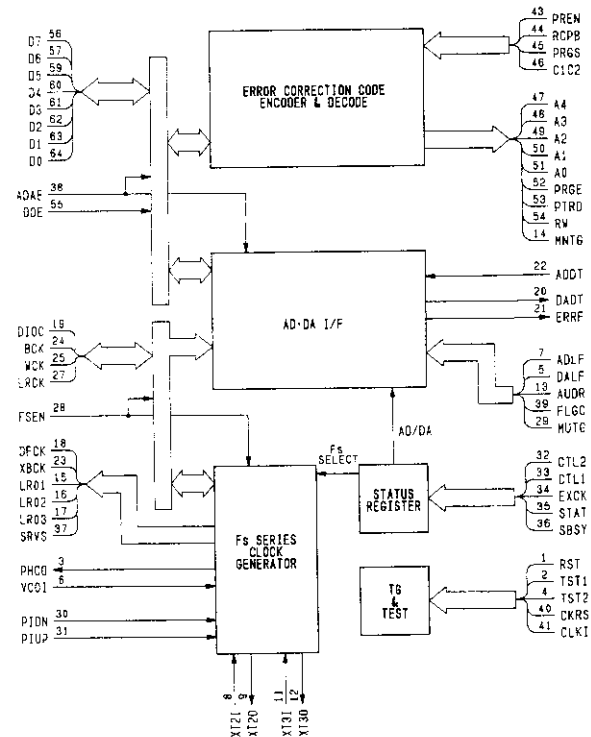 D7 56
D6 57
D5 59
D4 60
D3 61
D2 62
D1 63
D0 64
ADAE 38
DOE 55
DIOC 19
BCK 24
WCK 25
LRCK 27
FSEN 28
DFCK 18
XBCK 23
LRO1 15
LRO2 16
LRO3 17
SRVS 37
PHCO 3
VCOI 6
PIDN 30
PIUP 31
ERROR CORRECTION CODE
ENCODER & DECODE
AD·DA I/F
AD/DA
Fs
SELECT
STATUS
REGISTER
Fs SERIES
CLOCK
GENERATOR
TG
&
TEST
43 PREN
44 RCPB
45 PRGS
46 C1C2
47 A4
48 A3
49 A2
50 A1
51 A0
52 PRGE
53 PTRD
54 RW
14 MNTG
22 ADDT
20 DADT
21 ERRF
7 ADLF
5 DALF
13 AUDR
39 FLGC
29 MUTG
32 CTL2
33 CTL1
34 EXCK
35 STAT
36 SBSY
1 RST
2 TST1
4 TST2
40 CKRS
41 CLKI
8 XT2I
9 XT2O
11 XT3I
12 XT3O